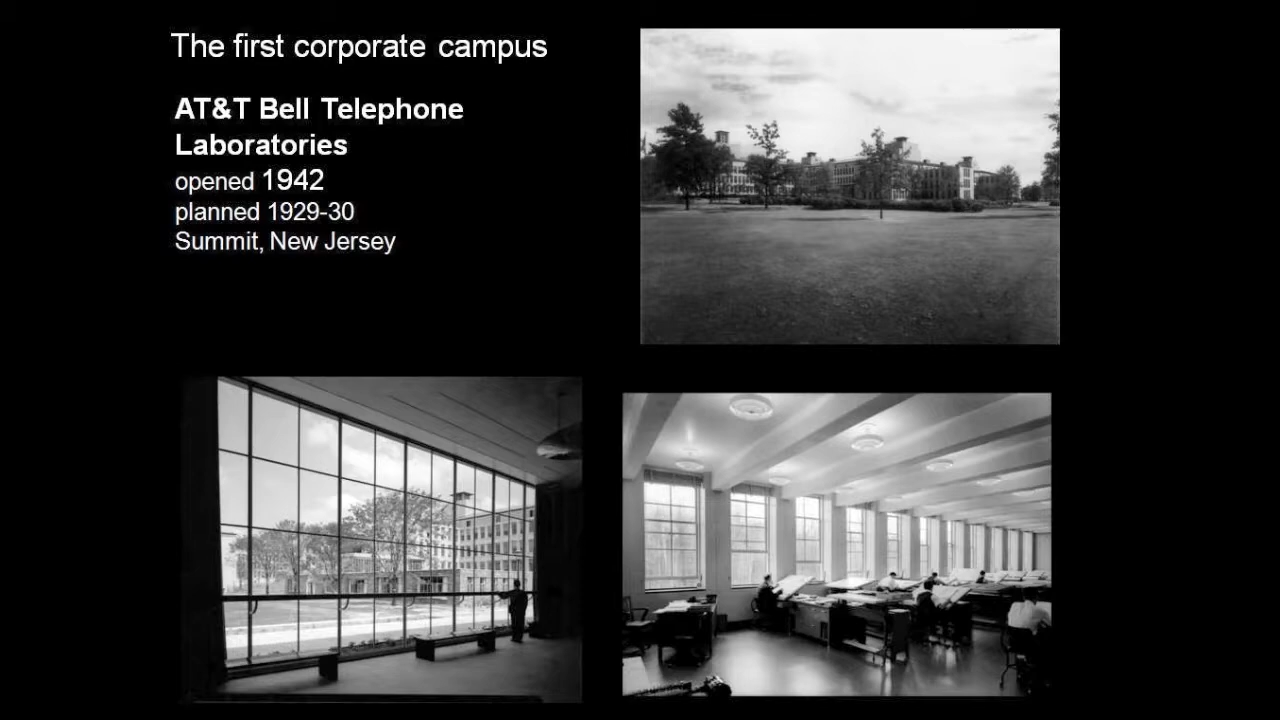 The first corporate campus
AT&T Bell Telephone
Laboratories
opened 1942
planned 1929-30
Summit, New Jersey